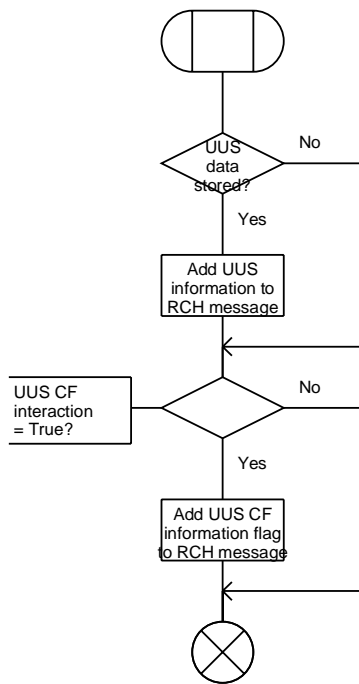 UUS
data
stored?
No
Yes
Add UUS
information to
RCH message
UUS CF
interaction
= True?
No
Yes
Add UUS CF
information flag
to RCH message